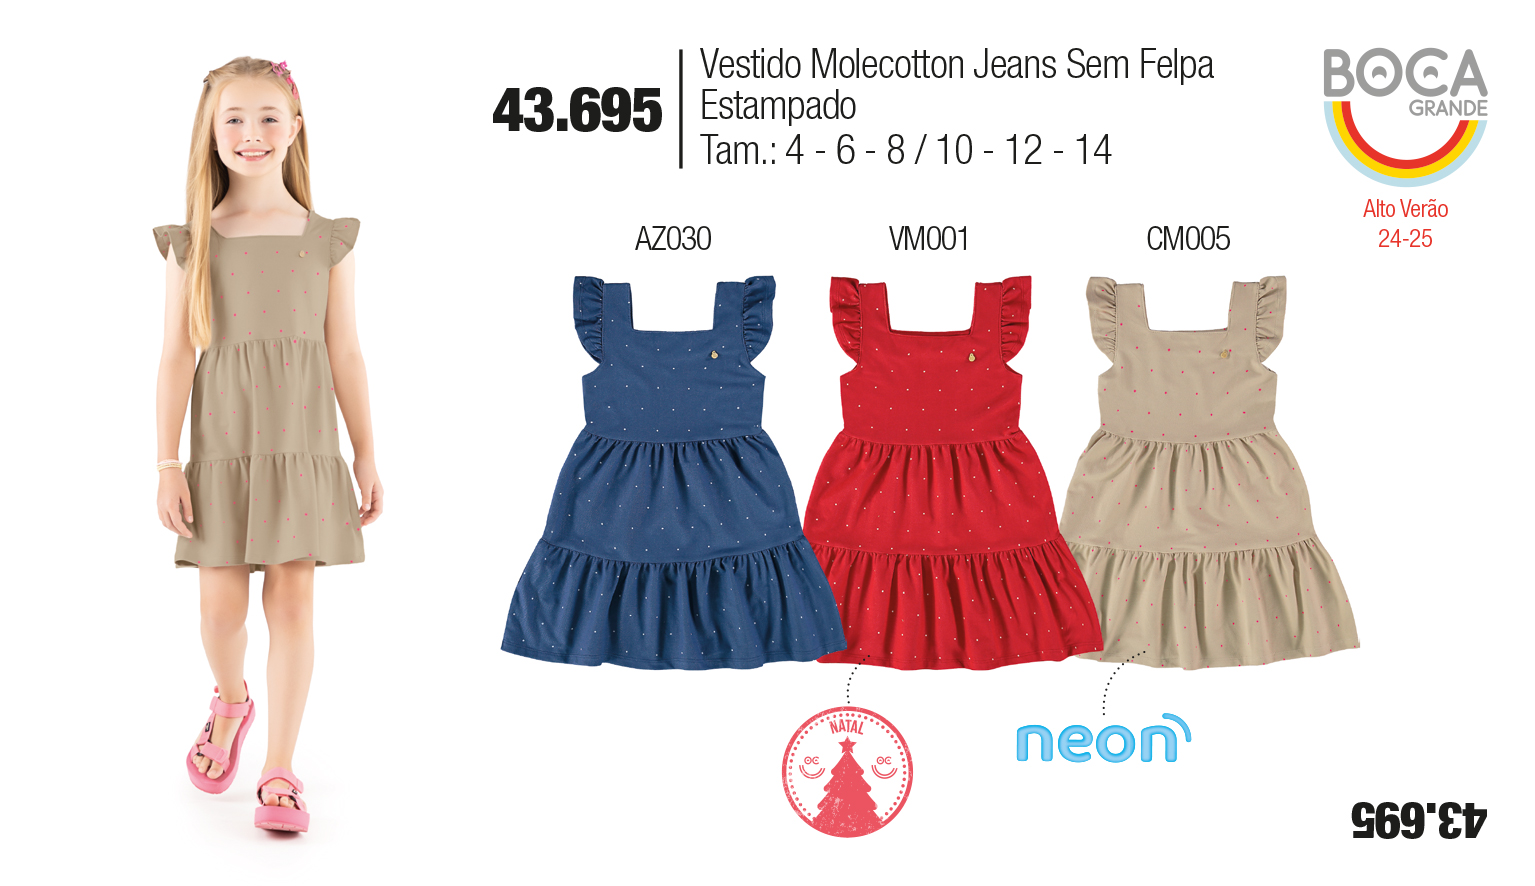 43.695
Vestido Molecotton Jeans Sem Felpa
Estampado
Tam.: 4 - 6 - 8 / 10 - 12 - 14
BOCA
GRANDE
Alto Verão
24-25
AZ030
VM001
CM005
NATAL
neon
43.695